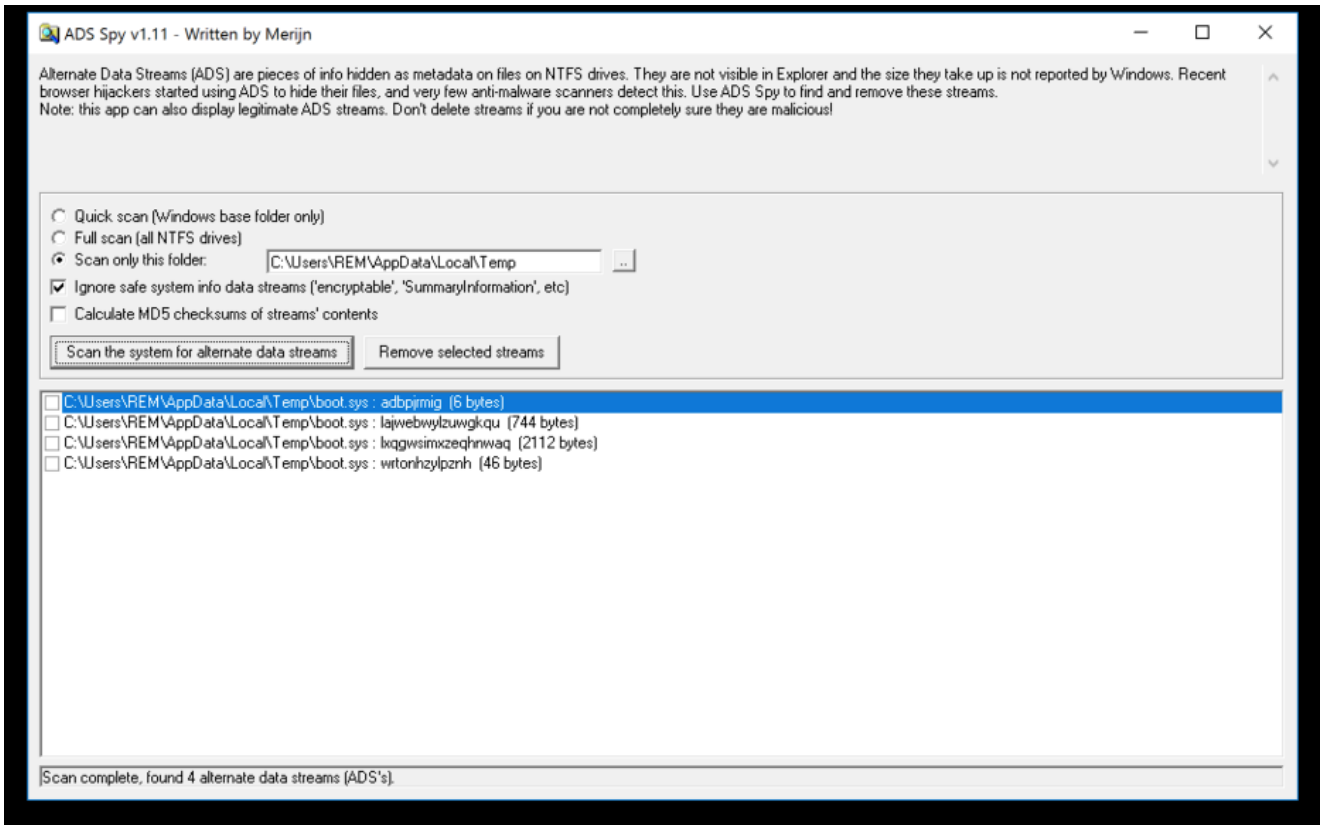 ADS Spy v1.11 - Written by Merijn
Alternate Data Streams (ADS) are pieces of info hidden as metadata on files on NTFS drives. They are not visible in Explorer and the size they take up is not reported by Windows. Recent
browser hijackers started using ADS to hide their files, and very few anti-malware scanners detect this. Use ADS Spy to find and remove these streams.
Note: this app can also display legitimate ADS streams. Don't delete streams if you are not completely sure they are malicious!
Quick scan (Windows base folder only)
Full scan (all NTFS drives)
Scan only this folder: C:\Users\REM\AppData\Local\Temp ..
Ignore safe system info data streams ('encryptable', 'SummaryInformation', etc)
Calculate MD5 checksums of streams' contents
Scan the system for alternate data streams Remove selected streams
C:\Users\REM\AppData\Local\Temp\boot.sys : adbpjrmig (6 bytes)
C:\Users\REM\AppData\Local\Temp\boot.sys : lajwebwylzuwgkqu (744 bytes)
C:\Users\REM\AppData\Local\Temp\boot.sys : lxqgwsimxzeqhnwaq (2112 bytes)
C:\Users\REM\AppData\Local\Temp\boot.sys : wrtonhzylpznh (46 bytes)
Scan complete, found 4 alternate data streams (ADS's).